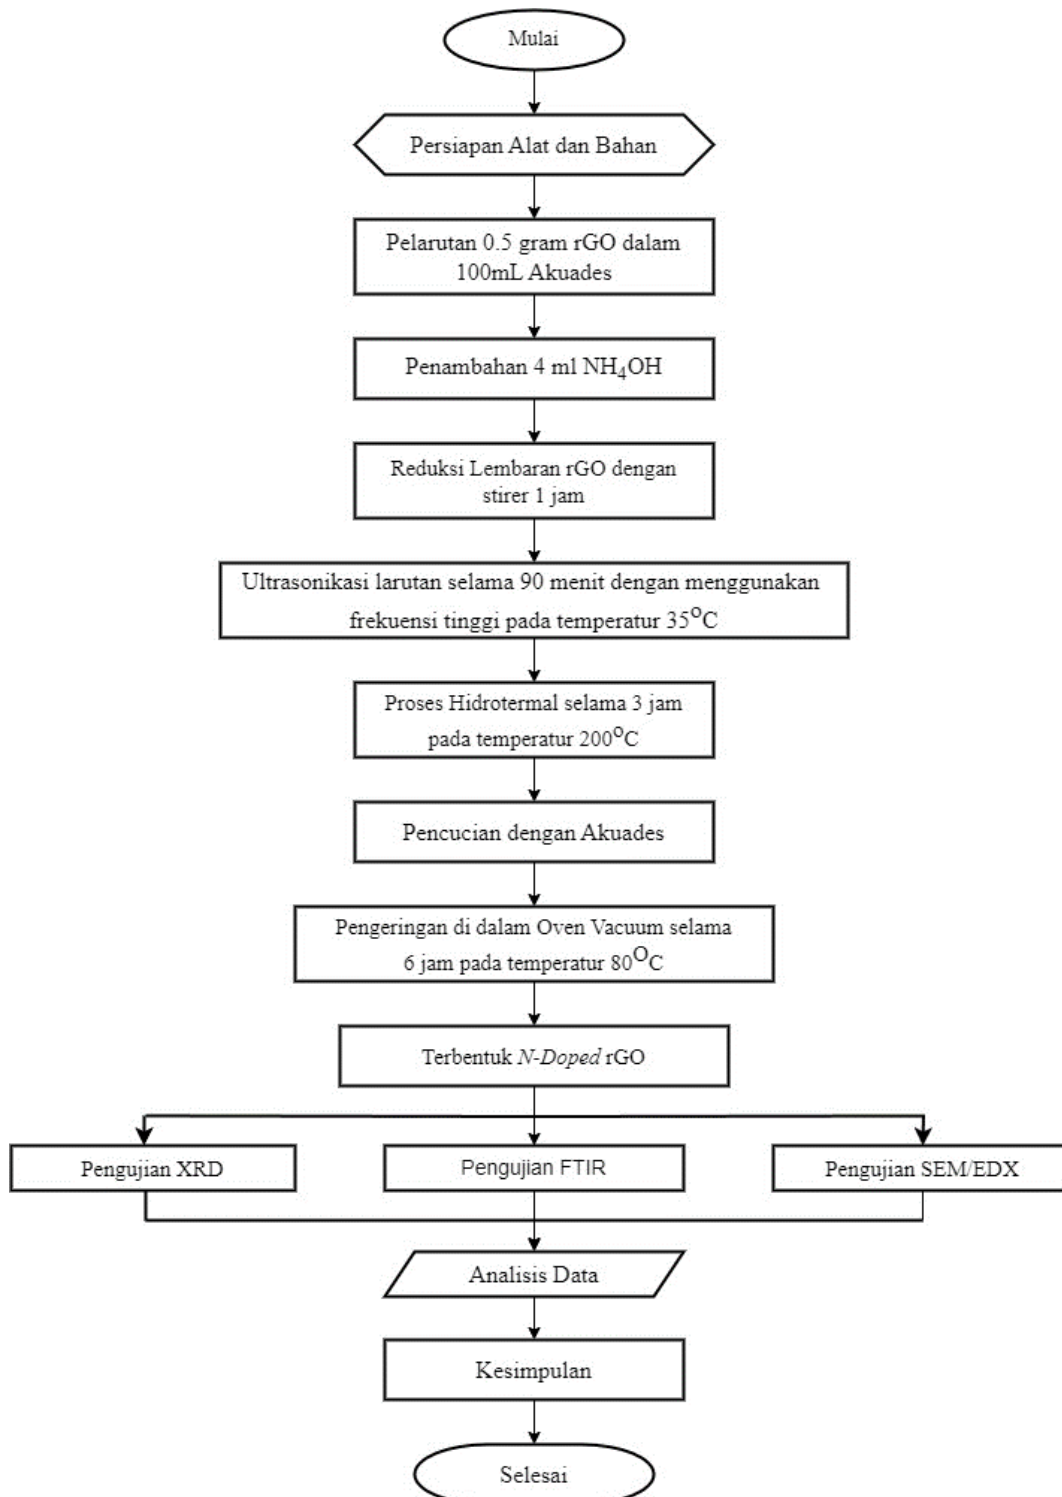 Mulai
Persiapan Alat dan Bahan
Pelarutan 0.5 gram rGO dalam
100mL Akuades
Penambahan 4 ml NH₄OH
Reduksi Lembaran rGO dengan
stirer 1 jam
Ultrasonikasi larutan selama 90 menit dengan menggunakan
frekuensi tinggi pada temperatur 35ºC
Proses Hidrotermal selama 3 jam
pada temperatur 200ºC
Pencucian dengan Akuades
Pengeringan di dalam Oven Vacuum selama
6 jam pada temperatur 80ºC
Terbentuk N-Doped rGO
Pengujian XRD
Pengujian FTIR
Pengujian SEM/EDX
Analisis Data
Kesimpulan
Selesai